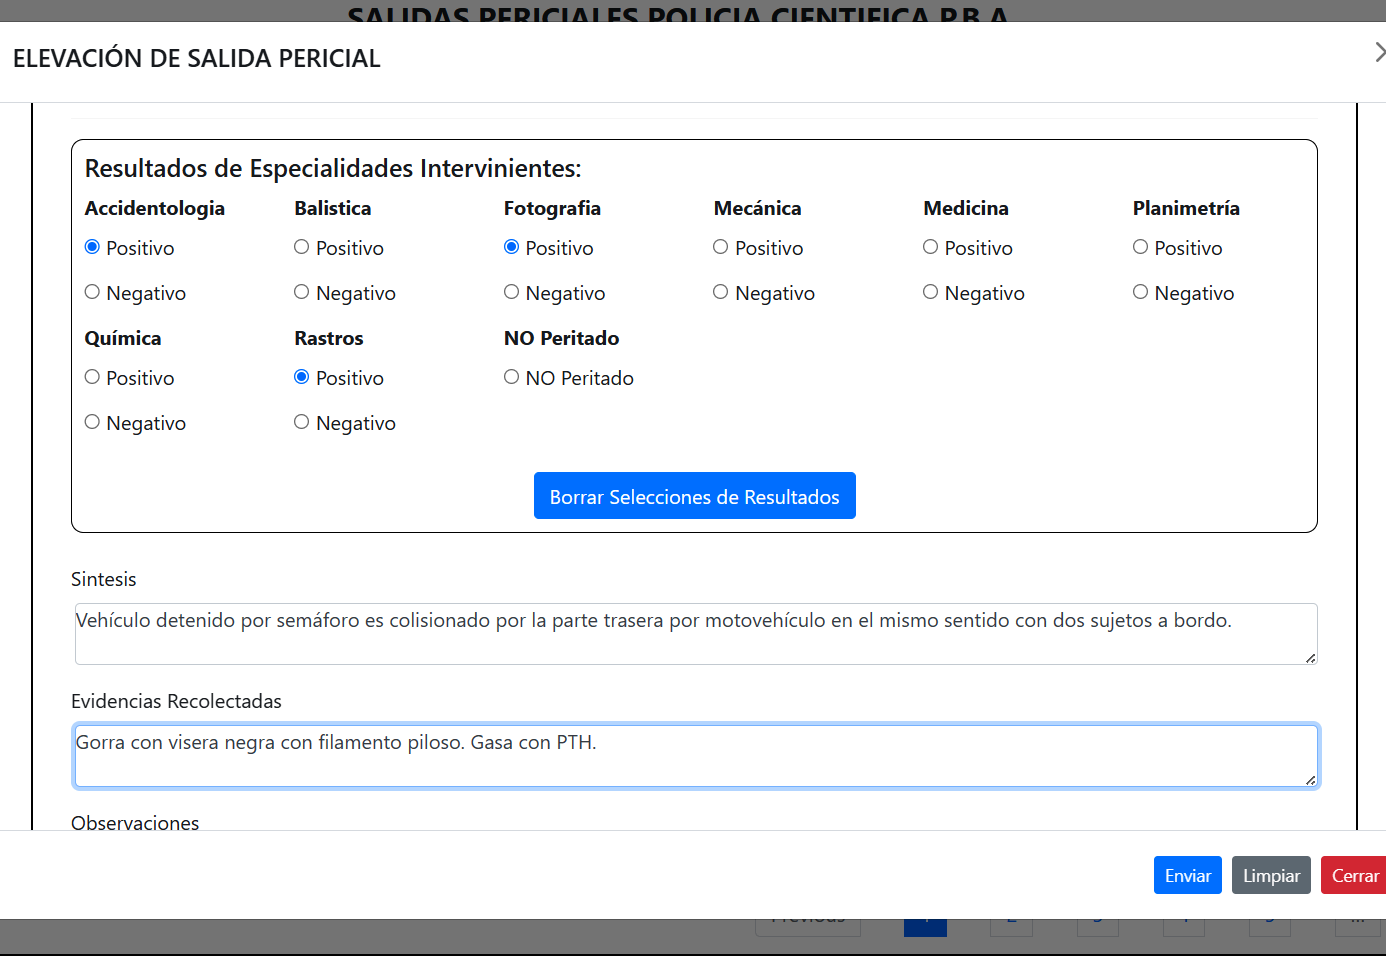 SALIDAS PERICIALES POLICIA CIENTIFICA P.B.A
ELEVACIÓN DE SALIDA PERICIAL
Resultados de Especialidades Intervinientes:
Accidentologia Balistica Fotografia Mecánica Medicina Planimetría
Positivo Positivo Positivo Positivo Positivo Positivo
Negativo Negativo Negativo Negativo Negativo Negativo
Química Rastros NO Peritado
Positivo Positivo NO Peritado
Negativo Negativo
Borrar Selecciones de Resultados
Sintesis
Vehículo detenido por semáforo es colisionado por la parte trasera por motovehículo en el mismo sentido con dos sujetos a bordo.
Evidencias Recolectadas
Gorra con visera negra con filamento piloso. Gasa con PTH.
Observaciones
Enviar Limpiar Cerrar
Previous 1 2 3 4 5 ...